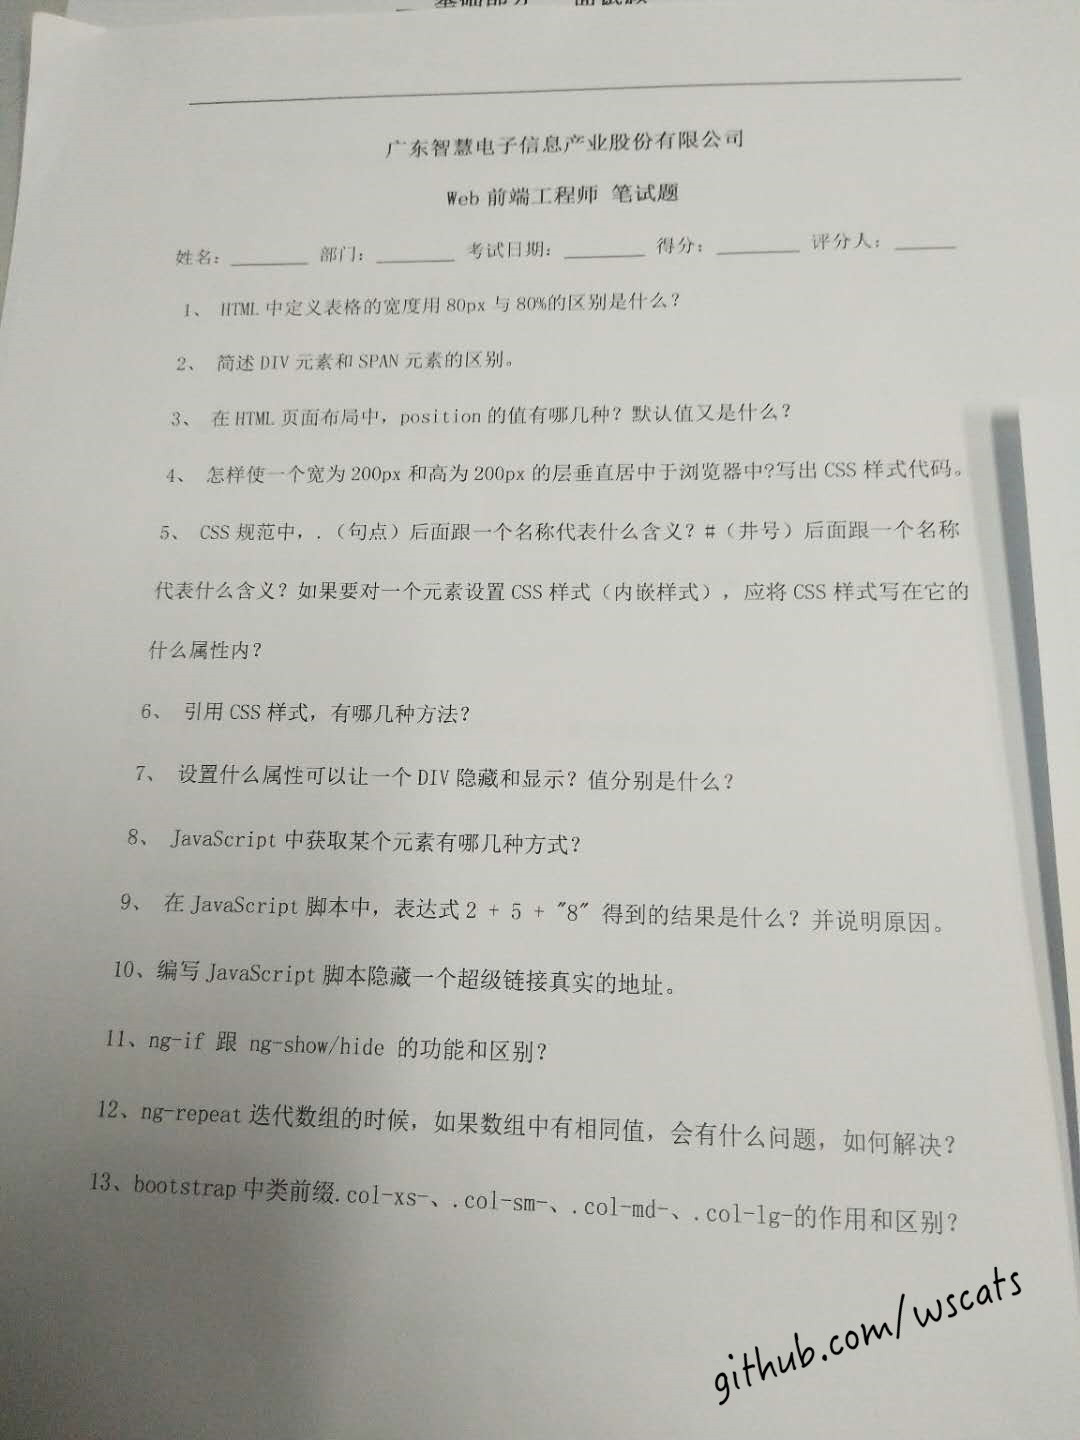 广东智慧电子信息产业股份有限公司
Web 前端工程师 笔试题
姓名：______ 部门：______ 考试日期：______ 得分：______ 评分人：______
1、 HTML 中定义表格的宽度用 80px 与 80%的区别是什么？
2、 简述 DIV 元素和 SPAN 元素的区别。
3、 在 HTML 页面布局中，position 的值有哪几种？默认值又是什么？
4、 怎样使一个宽为 200px 和高为 200px 的层垂直居中于浏览器中?写出 CSS 样式代码。
5、 CSS 规范中，.（句点）后面跟一个名称代表什么含义？#（井号）后面跟一个名称
代表什么含义？如果要对一个元素设置 CSS 样式（内嵌样式），应将 CSS 样式写在它的
什么属性内？
6、 引用 CSS 样式，有哪几种方法？
7、 设置什么属性可以让一个 DIV 隐藏和显示？值分别是什么？
8、 JavaScript 中获取某个元素有哪几种方式？
9、 在 JavaScript 脚本中，表达式 2 + 5 + "8" 得到的结果是什么？并说明原因。
10、编写 JavaScript 脚本隐藏一个超级链接真实的地址。
11、ng-if 跟 ng-show/hide 的功能和区别？
12、ng-repeat 迭代数组的时候，如果数组中有相同值，会有什么问题，如何解决？
13、bootstrap 中类前缀.col-xs-、.col-sm-、.col-md-、.col-lg-的作用和区别？
github.com/wscats